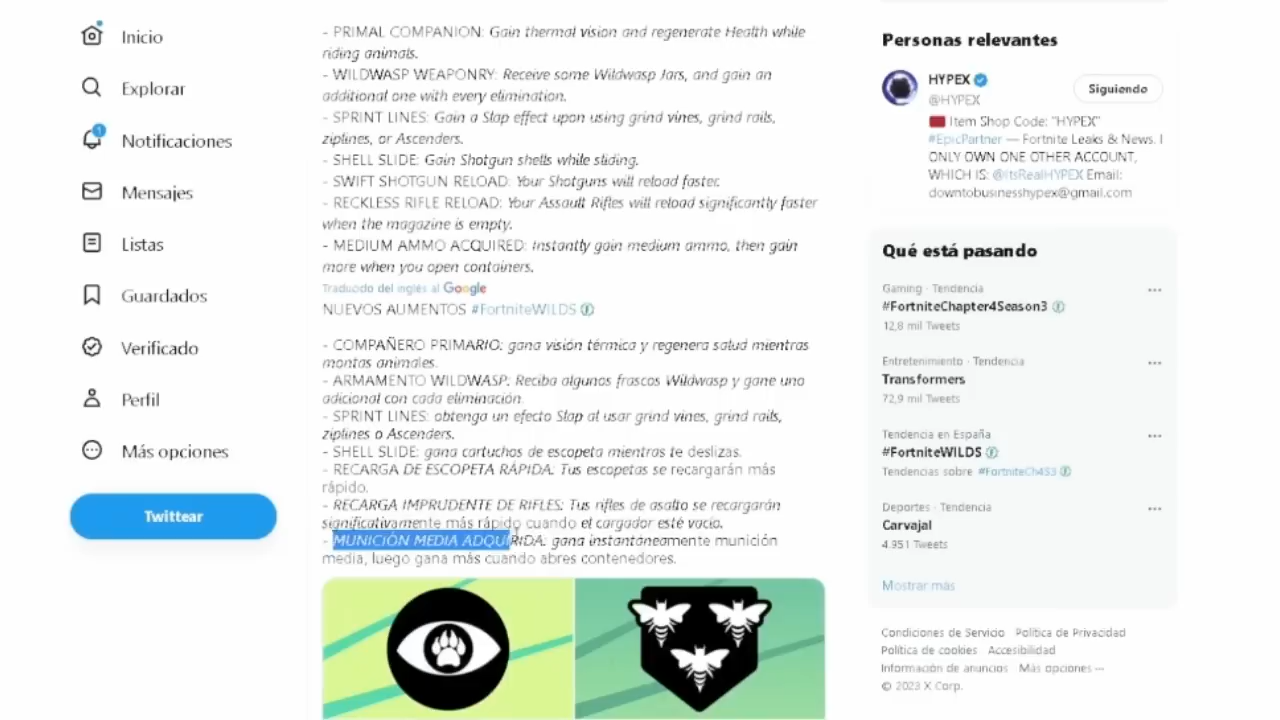 Inicio
Explorar
1
Notificaciones
Mensajes
Listas
Guardados
Verificado
Perfil
Más opciones
Twittear
- PRIMAL COMPANION: Gain thermal vision and regenerate Health while
riding animals.
- WILDWASP WEAPONRY: Receive some Wildwasp Jars, and gain an
additional one with every elimination.
- SPRINT LINES: Gain a Slap effect upon using grind vines, grind rails,
ziplines, or Ascenders.
- SHELL SLIDE: Gain Shotgun shells while sliding.
- SWIFT SHOTGUN RELOAD: Your Shotguns will reload faster.
- RECKLESS RIFLE RELOAD: Your Assault Rifles will reload significantly faster
when the magazine is empty.
- MEDIUM AMMO ACQUIRED: Instantly gain medium ammo, then gain
more when you open containers.
Traducido del inglés al Google
NUEVOS AUMENTOS #FortniteWILDS
- COMPAÑERO PRIMARIO: gana visión térmica y regenera salud mientras
montas animales.
- ARMAMENTO WILDWASP: Reciba algunos frascos Wildwasp y gane uno
adicional con cada eliminación.
- SPRINT LINES: obtenga un efecto Slap al usar grind vines, grind rails,
ziplines o Ascenders.
- SHELL SLIDE: gana cartuchos de escopeta mientras te deslizas.
- RECARGA DE ESCOPETA RÁPIDA: Tus escopetas se recargarán más
rápido.
- RECARGA IMPRUDENTE DE RIFLES: Tus rifles de asalto se recargarán
significativamente más rápido cuando el cargador esté vacío.
- MUNICIÓN MEDIA ADQUIRIDA: gana instantáneamente munición
media, luego gana más cuando abres contenedores.
Personas relevantes
HYPEX
@HYPEX
Siguiendo
Item Shop Code: "HYPEX"
#EpicPartner — Fortnite Leaks & News. I
ONLY OWN ONE OTHER ACCOUNT,
WHICH IS: @ItsRealHYPEX Email:
downtobusinesshypex@gmail.com
Qué está pasando
Gaming · Tendencia
#FortniteChapter4Season3
12,8 mil Tweets
Entretenimiento · Tendencia
Transformers
72,9 mil Tweets
Tendencia en España
#FortniteWILDS
Tendencias sobre #FortniteCh4S3
Deportes · Tendencia
Carvajal
4.951 Tweets
Mostrar más
Condiciones de Servicio Política de Privacidad
Política de cookies Accesibilidad
Información de anuncios Más opciones ···
© 2023 X Corp.